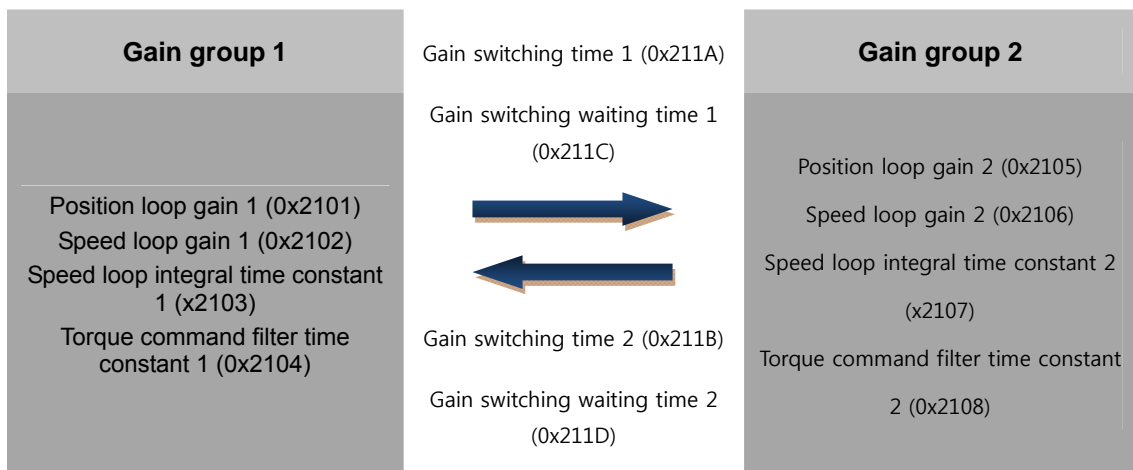 Gain group 1
Position loop gain 1 (0x2101)
Speed loop gain 1 (0x2102)
Speed loop integral time constant
1 (x2103)
Torque command filter time
constant 1 (0x2104)
Gain switching time 1 (0x211A)
Gain switching waiting time 1
(0x211C)
Gain switching time 2 (0x211B)
Gain switching waiting time 2
(0x211D)
Gain group 2
Position loop gain 2 (0x2105)
Speed loop gain 2 (0x2106)
Speed loop integral time constant 2
(x2107)
Torque command filter time constant
2 (0x2108)